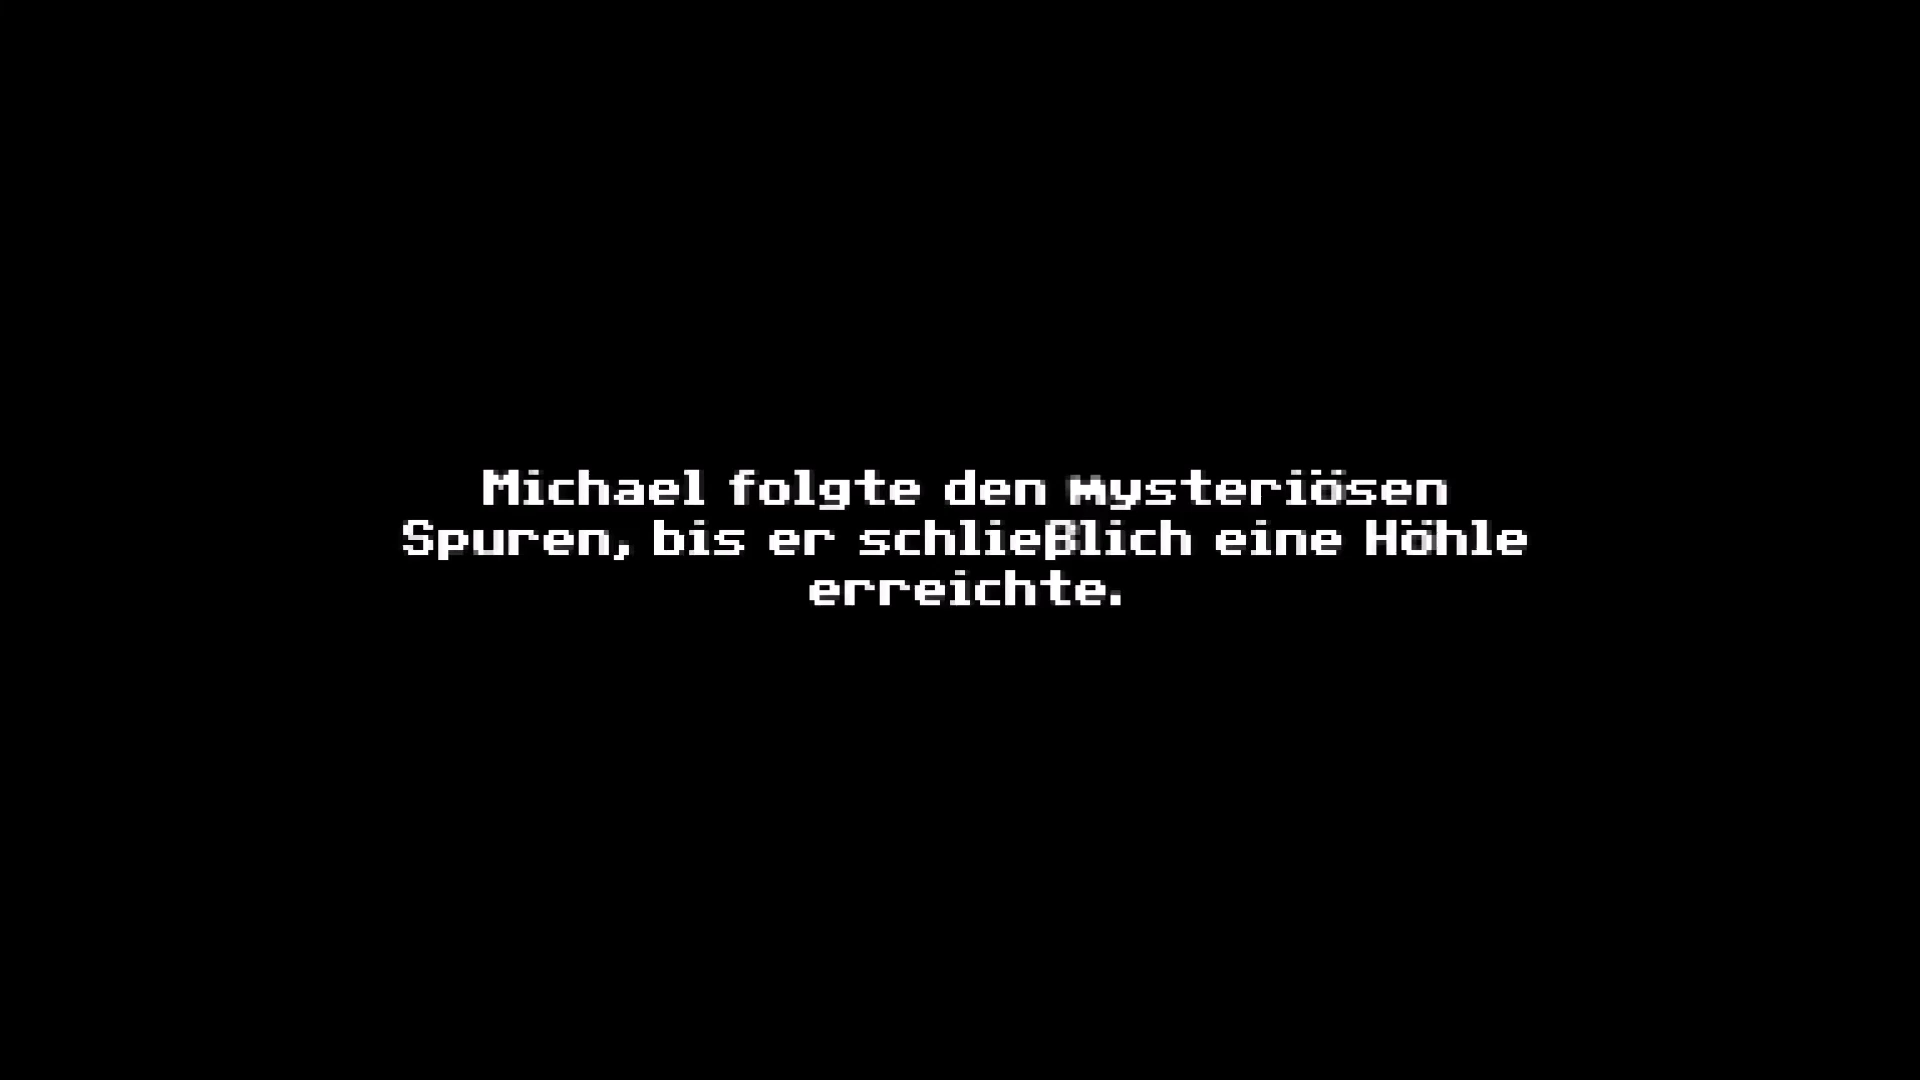 Michael folgte den mysteriösen
Spuren, bis er schließlich eine Höhle
erreichte.